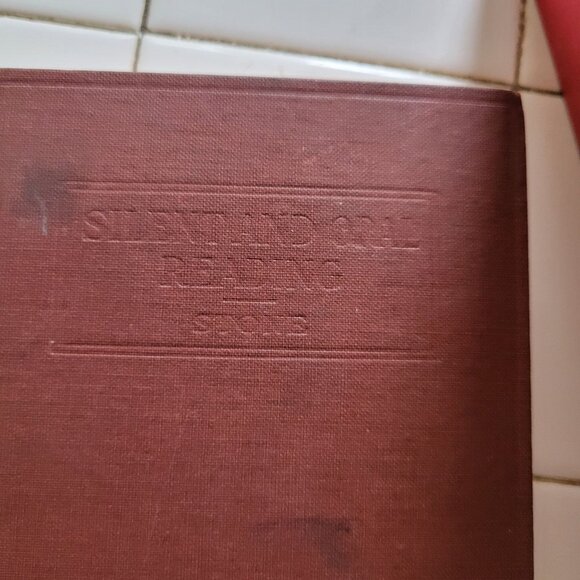 SILENT AND ORAL
READING
STONE